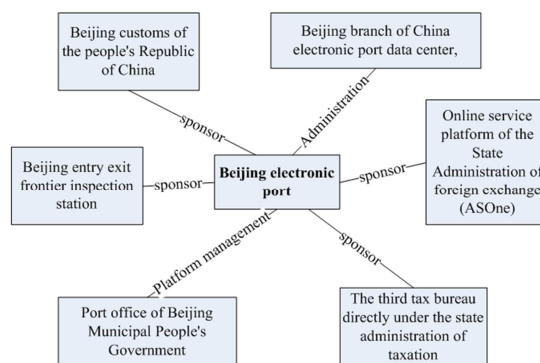 Beijing customs of
the people's Republic
of China
Beijing branch of China
electronic port data center,
sponsor
Administration
Online service
platform of the
State
Administration of
foreign exchange
(ASOne)
Beijing entry exit
frontier inspection
station
sponsor
Beijing electronic
port
sponsor
Platform management
sponsor
Port office of Beijing
Municipal People's
Government
The third tax bureau
directly under the state
administration of
taxation